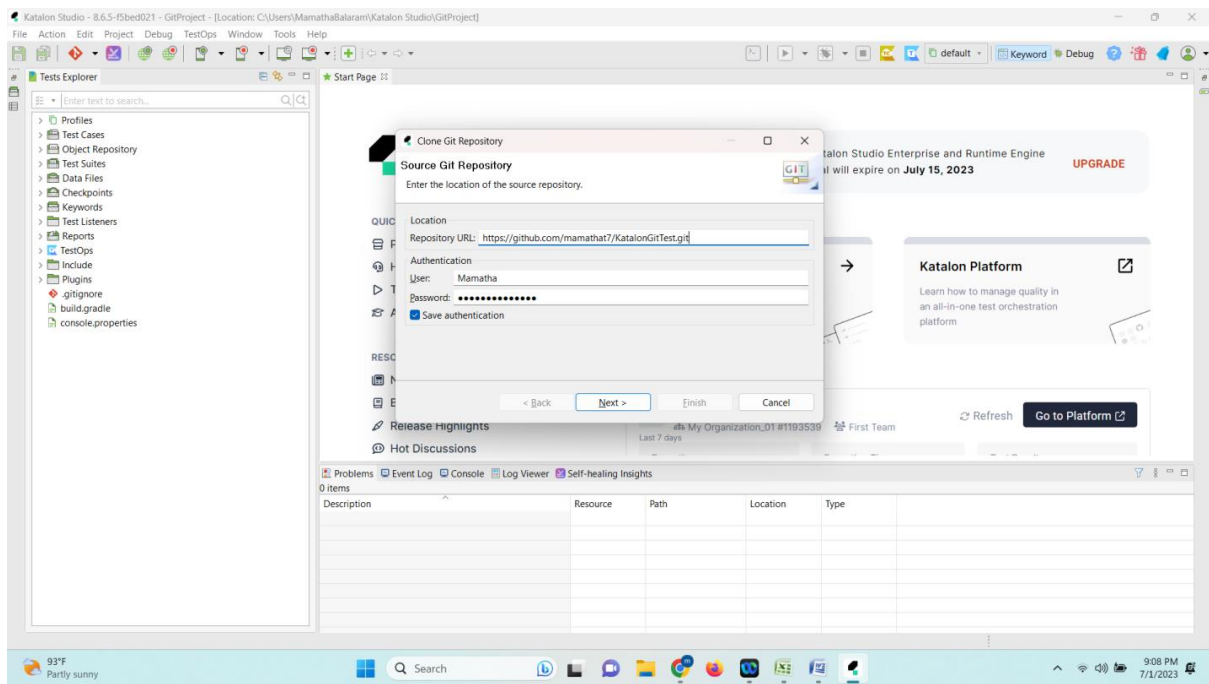 Katalon Studio - 8.6.5-f5bed021 - GitProject - [Location: C:\Users\MamathaBalaram\Katalon Studio\GitProject]
File Action Edit Project Debug TestOps Window Tools Help
default
Keyword
Debug
Tests Explorer
Start Page
Enter text to search...
Profiles
Test Cases
Object Repository
Test Suites
Data Files
Checkpoints
Keywords
Test Listeners
Reports
TestOps
Include
Plugins
.gitignore
build.gradle
console.properties
Clone Git Repository
Source Git Repository
Enter the location of the source repository.
GIT
Location
Repository URL: https://github.com/mamathat7/KatalonGitTest.git
Authentication
User: Mamatha
Password: ●●●●●●●●●●●●●●
Save authentication
< Back
Next >
Finish
Cancel
talon Studio Enterprise and Runtime Engine
al will expire on July 15, 2023
UPGRADE
QUIC
RESO
Release Highlights
Hot Discussions
Katalon Platform
Learn how to manage quality in
an all-in-one test orchestration
platform
Refresh
Go to Platform
My Organization_01 #1193539
First Team
Last 7 days
Problems Event Log Console Log Viewer Self-healing Insights
0 items
Description Resource Path Location Type
93°F
Partly sunny
Search
9:08 PM
7/1/2023